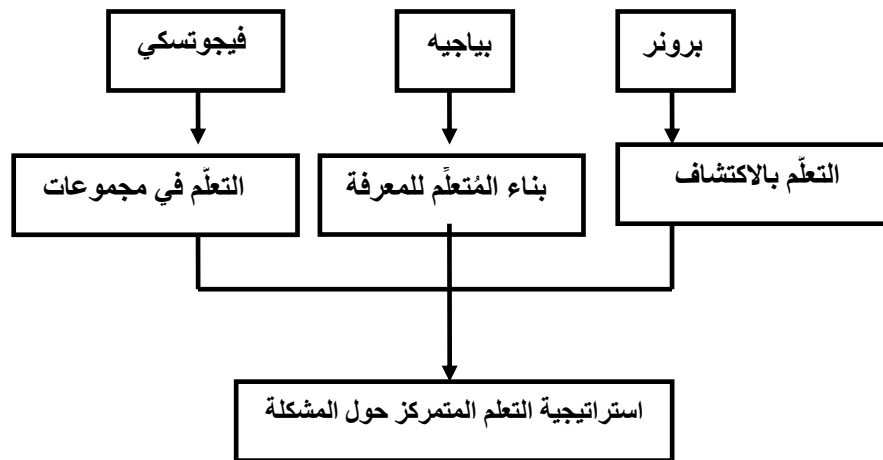 برونر
بياجيه
فيجوتسكي
التعلّم بالاكتشاف
بناء المُتعلِّم للمعرفة
التعلّم في مجموعات
استراتيجية التعلم المتمركز حول المشكلة